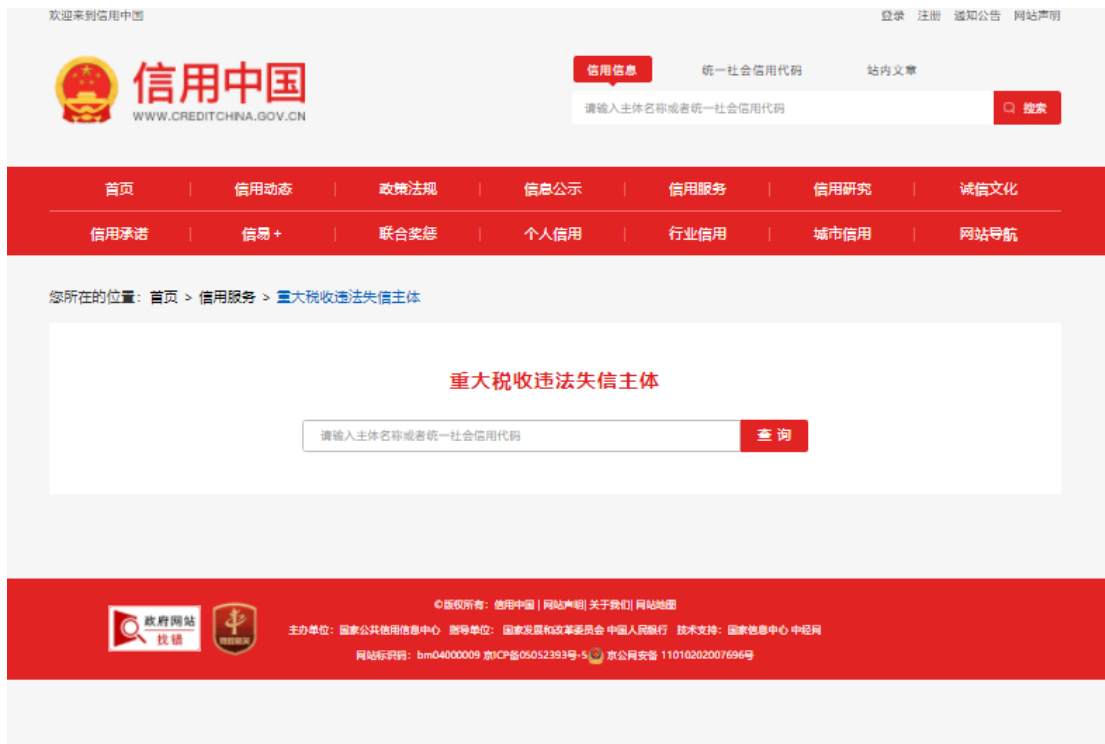 欢迎来到信用中国
登录 注册 通知公告 网站声明
信用中国
WWW.CREDITCHINA.GOV.CN
信用信息 统一社会信用代码 站内文章
请输入主体名称或者统一社会信用代码 搜索
首页 | 信用动态 | 政策法规 | 信息公示 | 信用服务 | 信用研究 | 诚信文化
信用承诺 | 信易+ | 联合奖惩 | 个人信用 | 行业信用 | 城市信用 | 网站导航
您所在的位置：首页 > 信用服务 > 重大税收违法失信主体
重大税收违法失信主体
请输入主体名称或者统一社会信用代码 查询
政府网站
找错
©版权所有：信用中国 | 网站声明| 关于我们| 网站地图
主办单位：国家公共信用信息中心 指导单位：国家发展和改革委员会 中国人民银行 技术支持：国家信息中心 中经网
网站标识码：bm04000009 京ICP备05052393号-5 京公网安备 11010202007696号